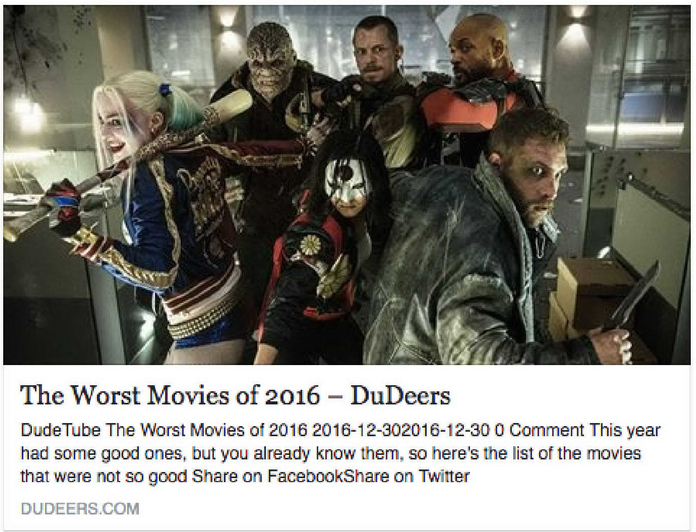 The Worst Movies of 2016 – DuDeers
DudeTube The Worst Movies of 2016 2016-12-302016-12-30 0 Comment This year
had some good ones, but you already know them, so here's the list of the movies
that were not so good Share on FacebookShare on Twitter
DUDEERS.COM